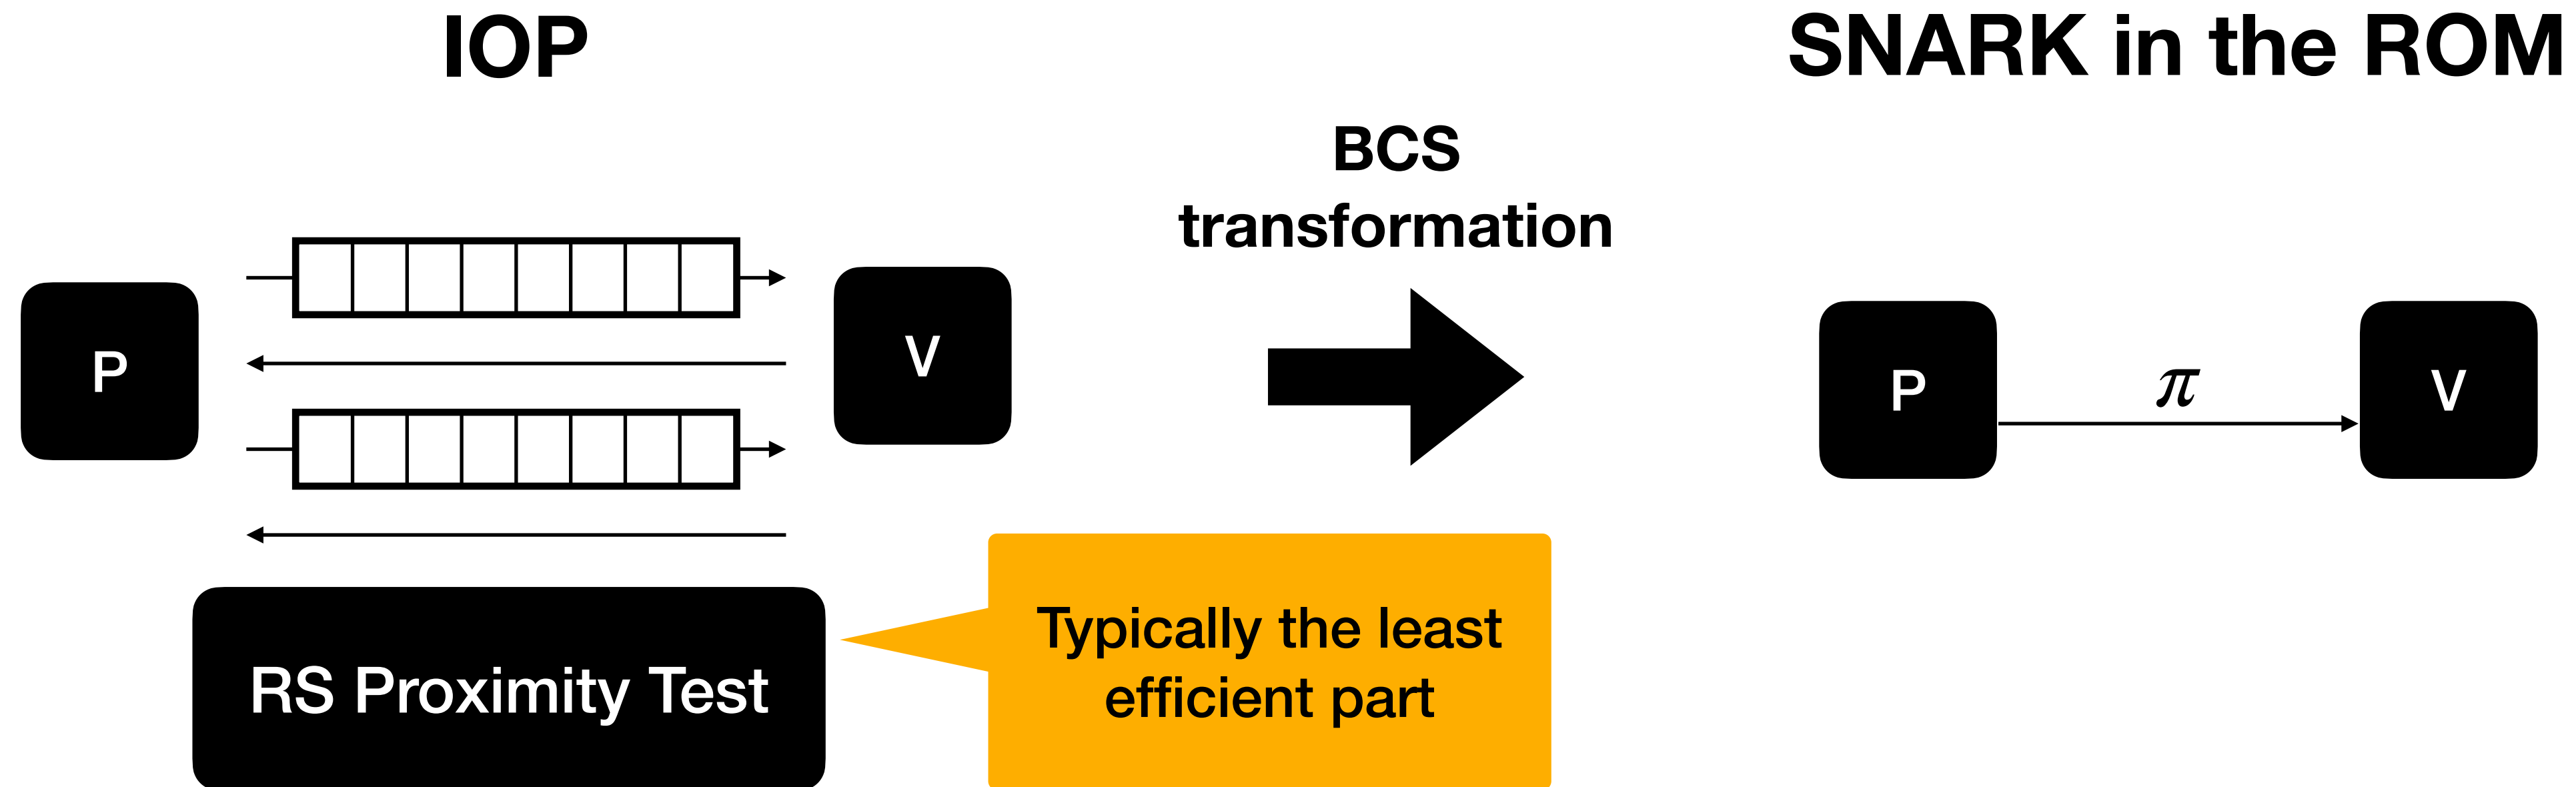 IOP
SNARK in the ROM
BCS
transformation
P
V
P
π
V
RS Proximity Test
Typically the least
efficient part